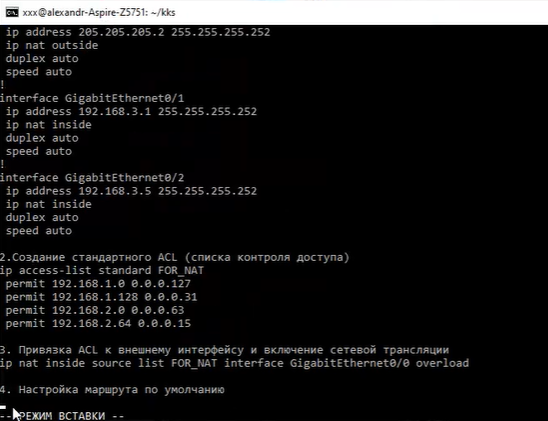 xxx@alexandr-Aspire-Z5751: ~/kks
ip address 205.205.205.2 255.255.255.252
ip nat outside
duplex auto
speed auto
!
interface GigabitEthernet0/1
ip address 192.168.3.1 255.255.255.252
ip nat inside
duplex auto
speed auto
!
interface GigabitEthernet0/2
ip address 192.168.3.5 255.255.255.252
ip nat inside
duplex auto
speed auto
2.Создание стандартного ACL (списка контроля доступа)
ip access-list standard FOR_NAT
permit 192.168.1.0 0.0.0.127
permit 192.168.1.128 0.0.0.31
permit 192.168.2.0 0.0.0.63
permit 192.168.2.64 0.0.0.15
3. Привязка ACL к внешнему интерфейсу и включение сетевой трансляции
ip nat inside source list FOR_NAT interface GigabitEthernet0/0 overload
4. Настройка маршрута по умолчанию
-- РЕЖИМ ВСТАВКИ --